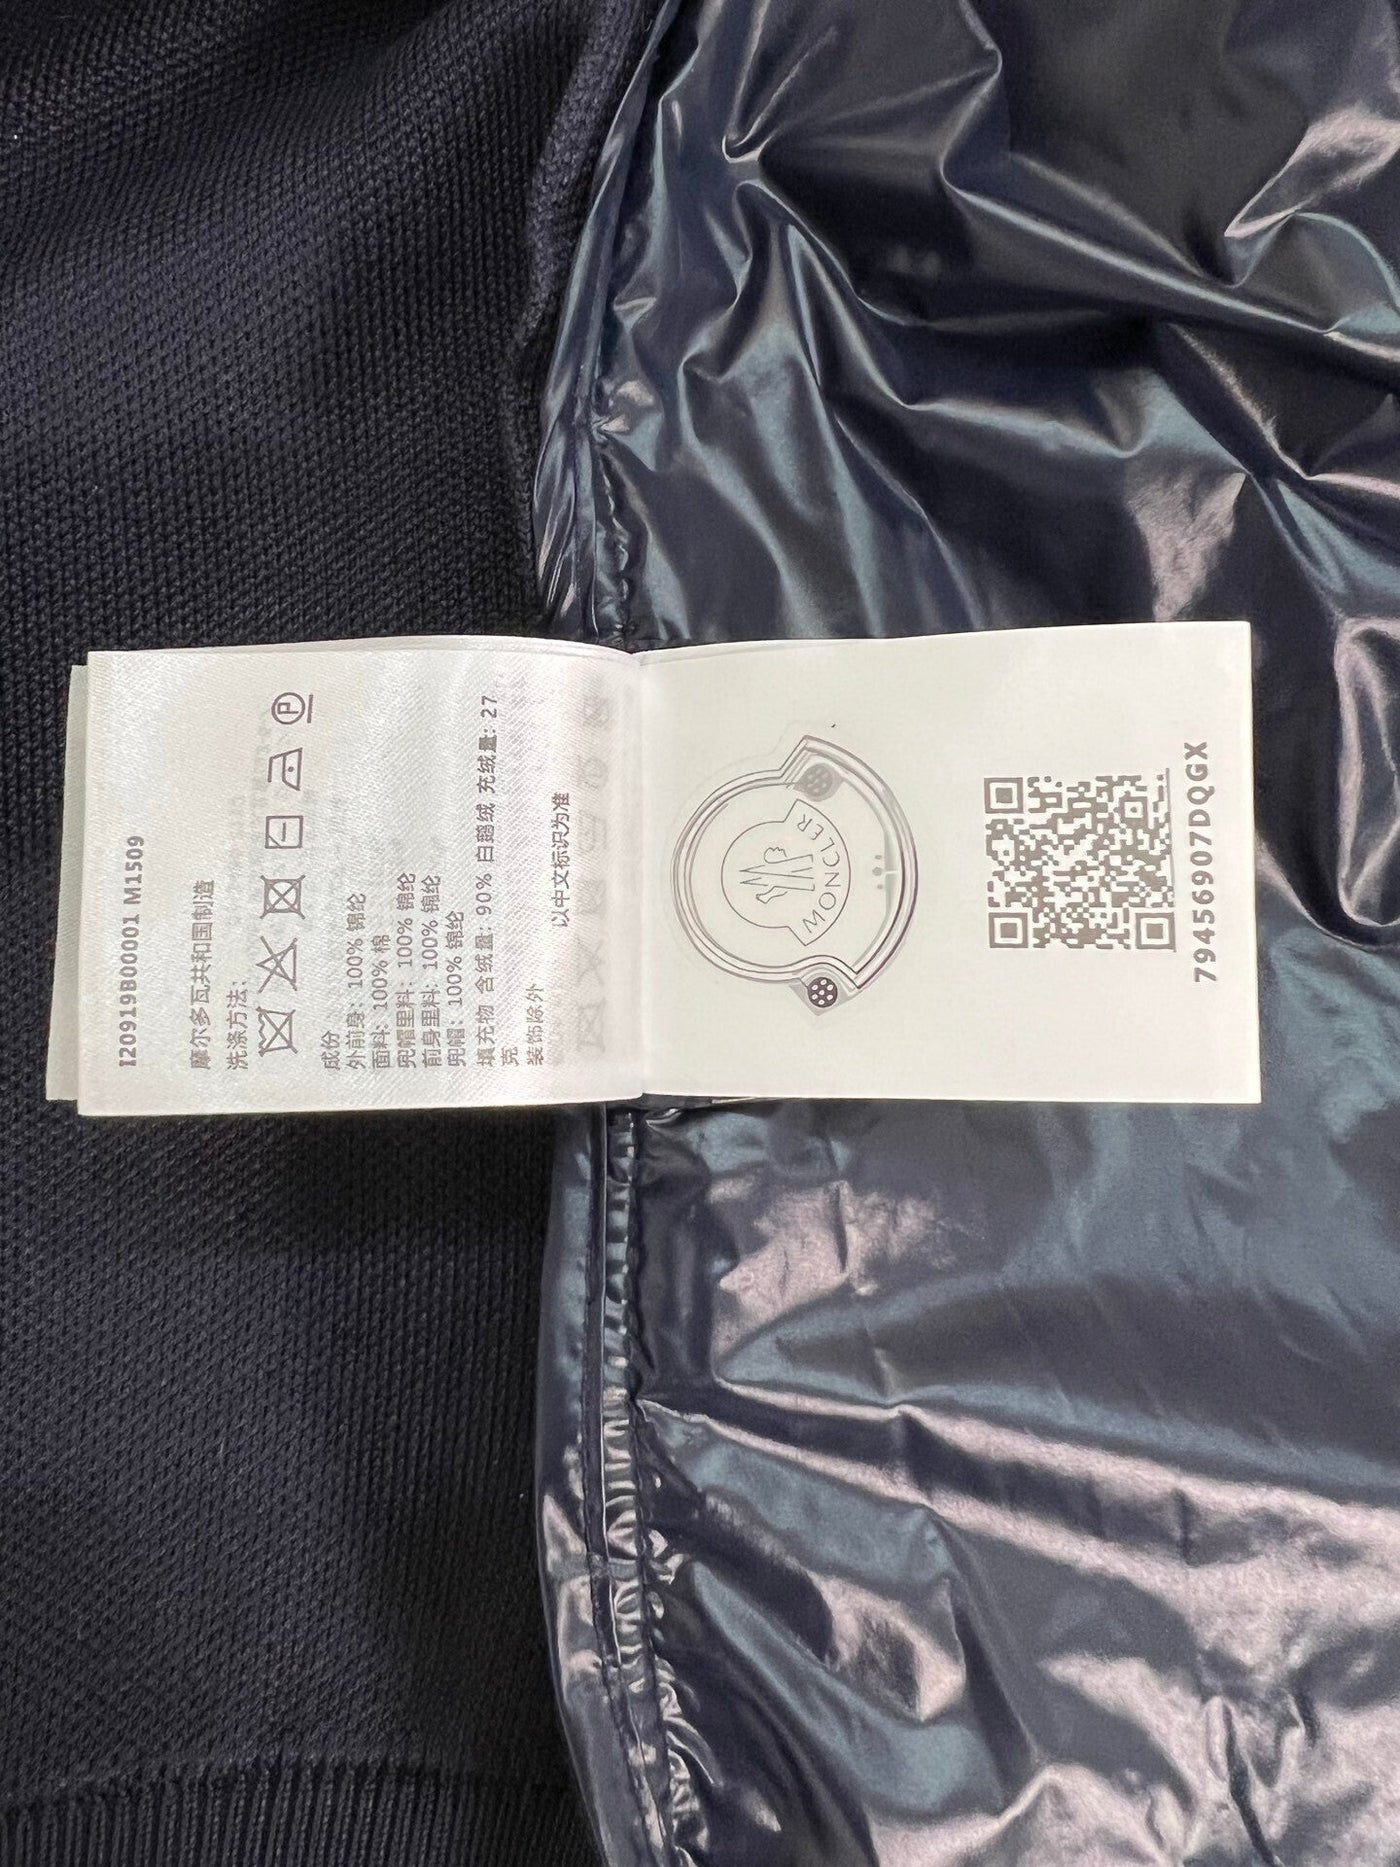 I20919B00001 M1509
摩尔多瓦共和国制造
洗涤方法:
P
成份
外前身: 100% 锦纶
面料: 100% 棉
兜帽里料: 100% 锦纶
前身里料: 100% 锦纶
兜帽: 100% 锦纶
填充物 含绒量: 90% 白鹅绒 充绒量: 27
克
装饰除外
以中文标识为准
MONCLER
79456907DQGX